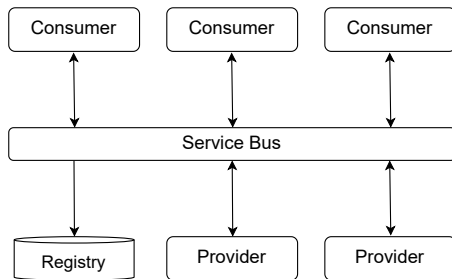 Consumer
Consumer
Consumer
Service Bus
Registry
Provider
Provider